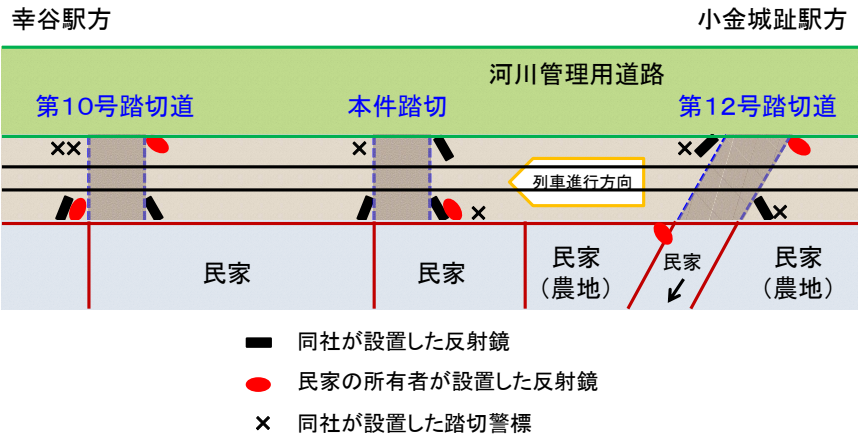 幸谷駅方
小金城趾駅方
河川管理用道路
第10号踏切道
本件踏切
第12号踏切道
列車進行方向
民家
民家
民家
（農地）
民家
民家
（農地）
同社が設置した反射鏡
民家の所有者が設置した反射鏡
同社が設置した踏切警標